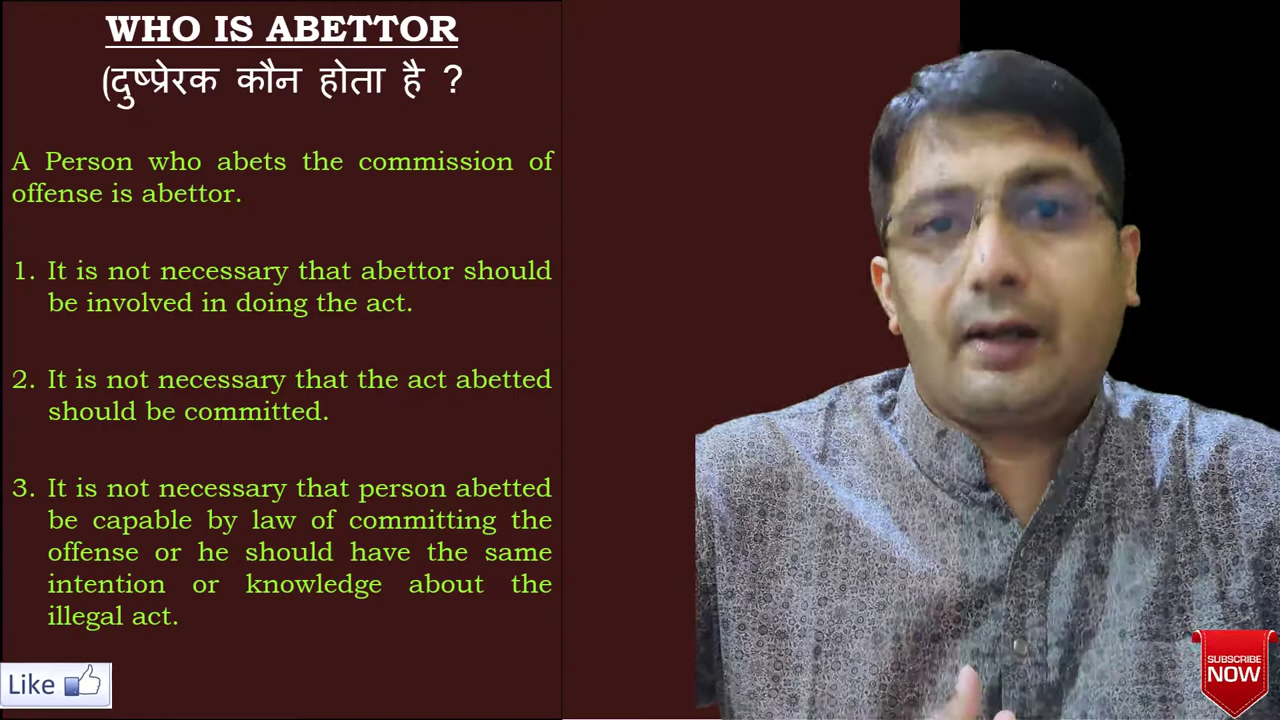 WHO IS ABETTOR
(दुष्प्रेरक कौन होता है ?
A Person who abets the commission of
offense is abettor.
1. It is not necessary that abettor should
be involved in doing the act.
2. It is not necessary that the act abetted
should be committed.
3. It is not necessary that person abetted
be capable by law of committing the
offense or he should have the same
intention or knowledge about the
illegal act.
Like
SUBSCRIBE
NOW